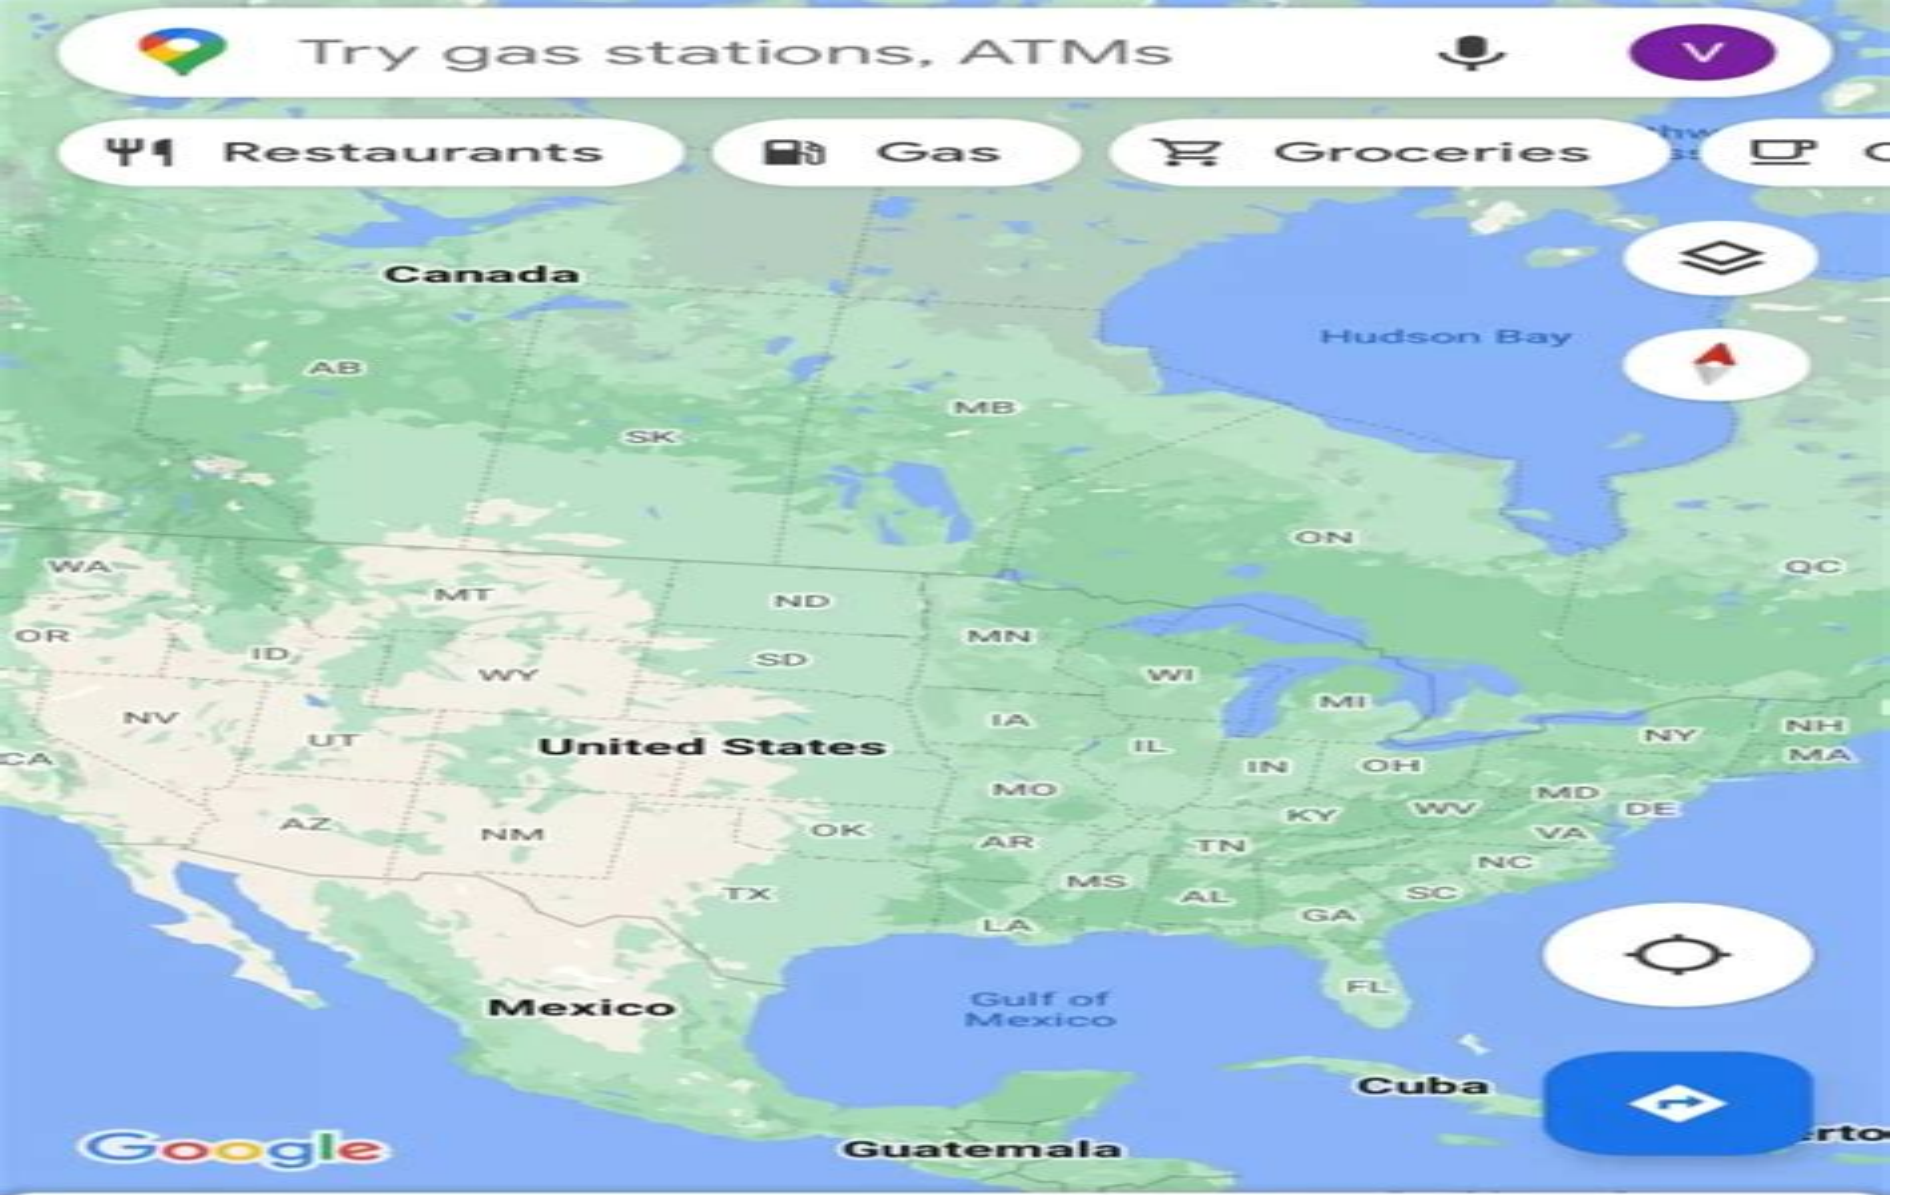 Try gas stations, ATMs
V
Restaurants
Gas
Groceries
Canada
Hudson Bay
AB
MB
SK
ON
WA
QC
MT
ND
OR
MN
ID
SD
WY
WI
MI
NV
IA
NH
UT
United States
IL
NY
CA
MA
IN
OH
MO
MD
KY
WV
DE
AZ
NM
OK
AR
TN
VA
NC
TX
MS
AL
SC
LA
GA
FL
Gulf of
Mexico
Mexico
Cuba
Google
Guatemala